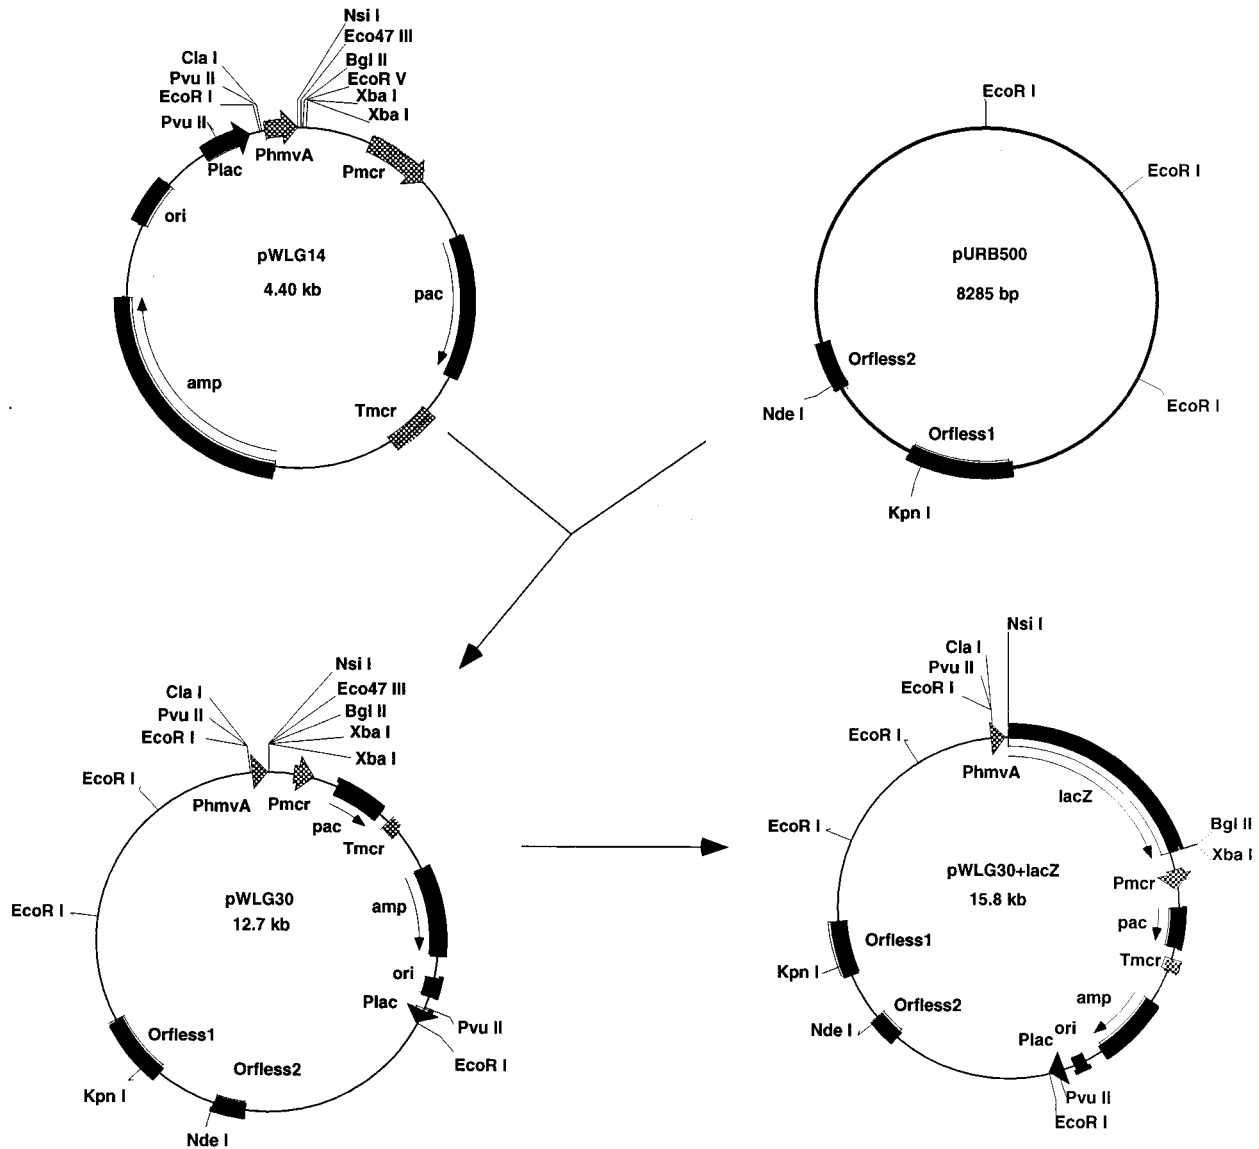 Nsi I
Eco47 III
Bgl II
EcoR V
Xba I
Xba I
Cla I
Pvu II
EcoR I
Pvu II
Plac
PhmvA
Pmcr
ori
pWLG14
4.40 kb
pac
amp
Tmcr
EcoR I
EcoR I
pURB500
8285 bp
Orfless2
Nde I
EcoR I
Orfless1
Kpn I
Nsi I
Eco47 III
Bgl II
Xba I
Xba I
Cla I
Pvu II
EcoR I
EcoR I
PhmvA
Pmcr
pac
Tmcr
pWLG30
12.7 kb
amp
EcoR I
ori
Plac
Pvu II
EcoR I
Orfless1
Orfless2
Kpn I
Nde I
Nsi I
Cla I
Pvu II
EcoR I
EcoR I
PhmvA
lacZ
EcoR I
Bgl II
Xba I
pWLG30+lacZ
15.8 kb
Pmcr
pac
Orfless1
Tmcr
Kpn I
Orfless2
amp
Nde I
Plac
ori
Pvu II
EcoR I